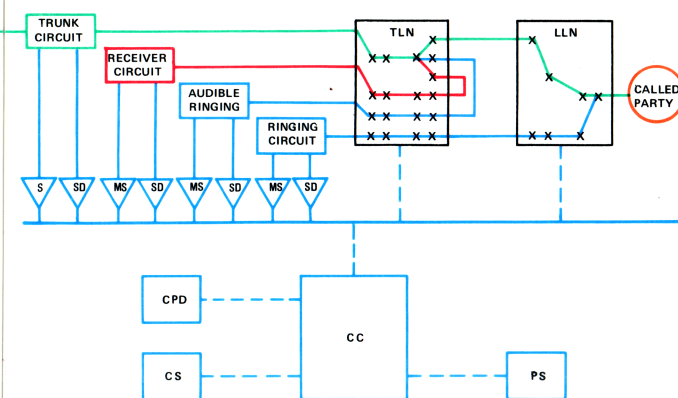 TRUNK
CIRCUIT
TLN
LLN
RECEIVER
CIRCUIT
AUDIBLE
RINGING
RINGING
CIRCUIT
CALLED
PARTY
S
SD
MS
SD
MS
SD
MS
SD
CPD
CC
CS
PS